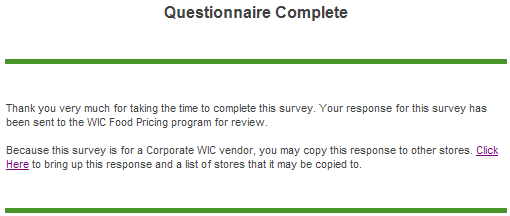 Questionnaire Complete
Thank you very much for taking the time to complete this survey. Your response for this survey has
been sent to the WIC Food Pricing program for review.
Because this survey is for a Corporate WIC vendor, you may copy this response to other stores. Click
Here to bring up this response and a list of stores that it may be copied to.